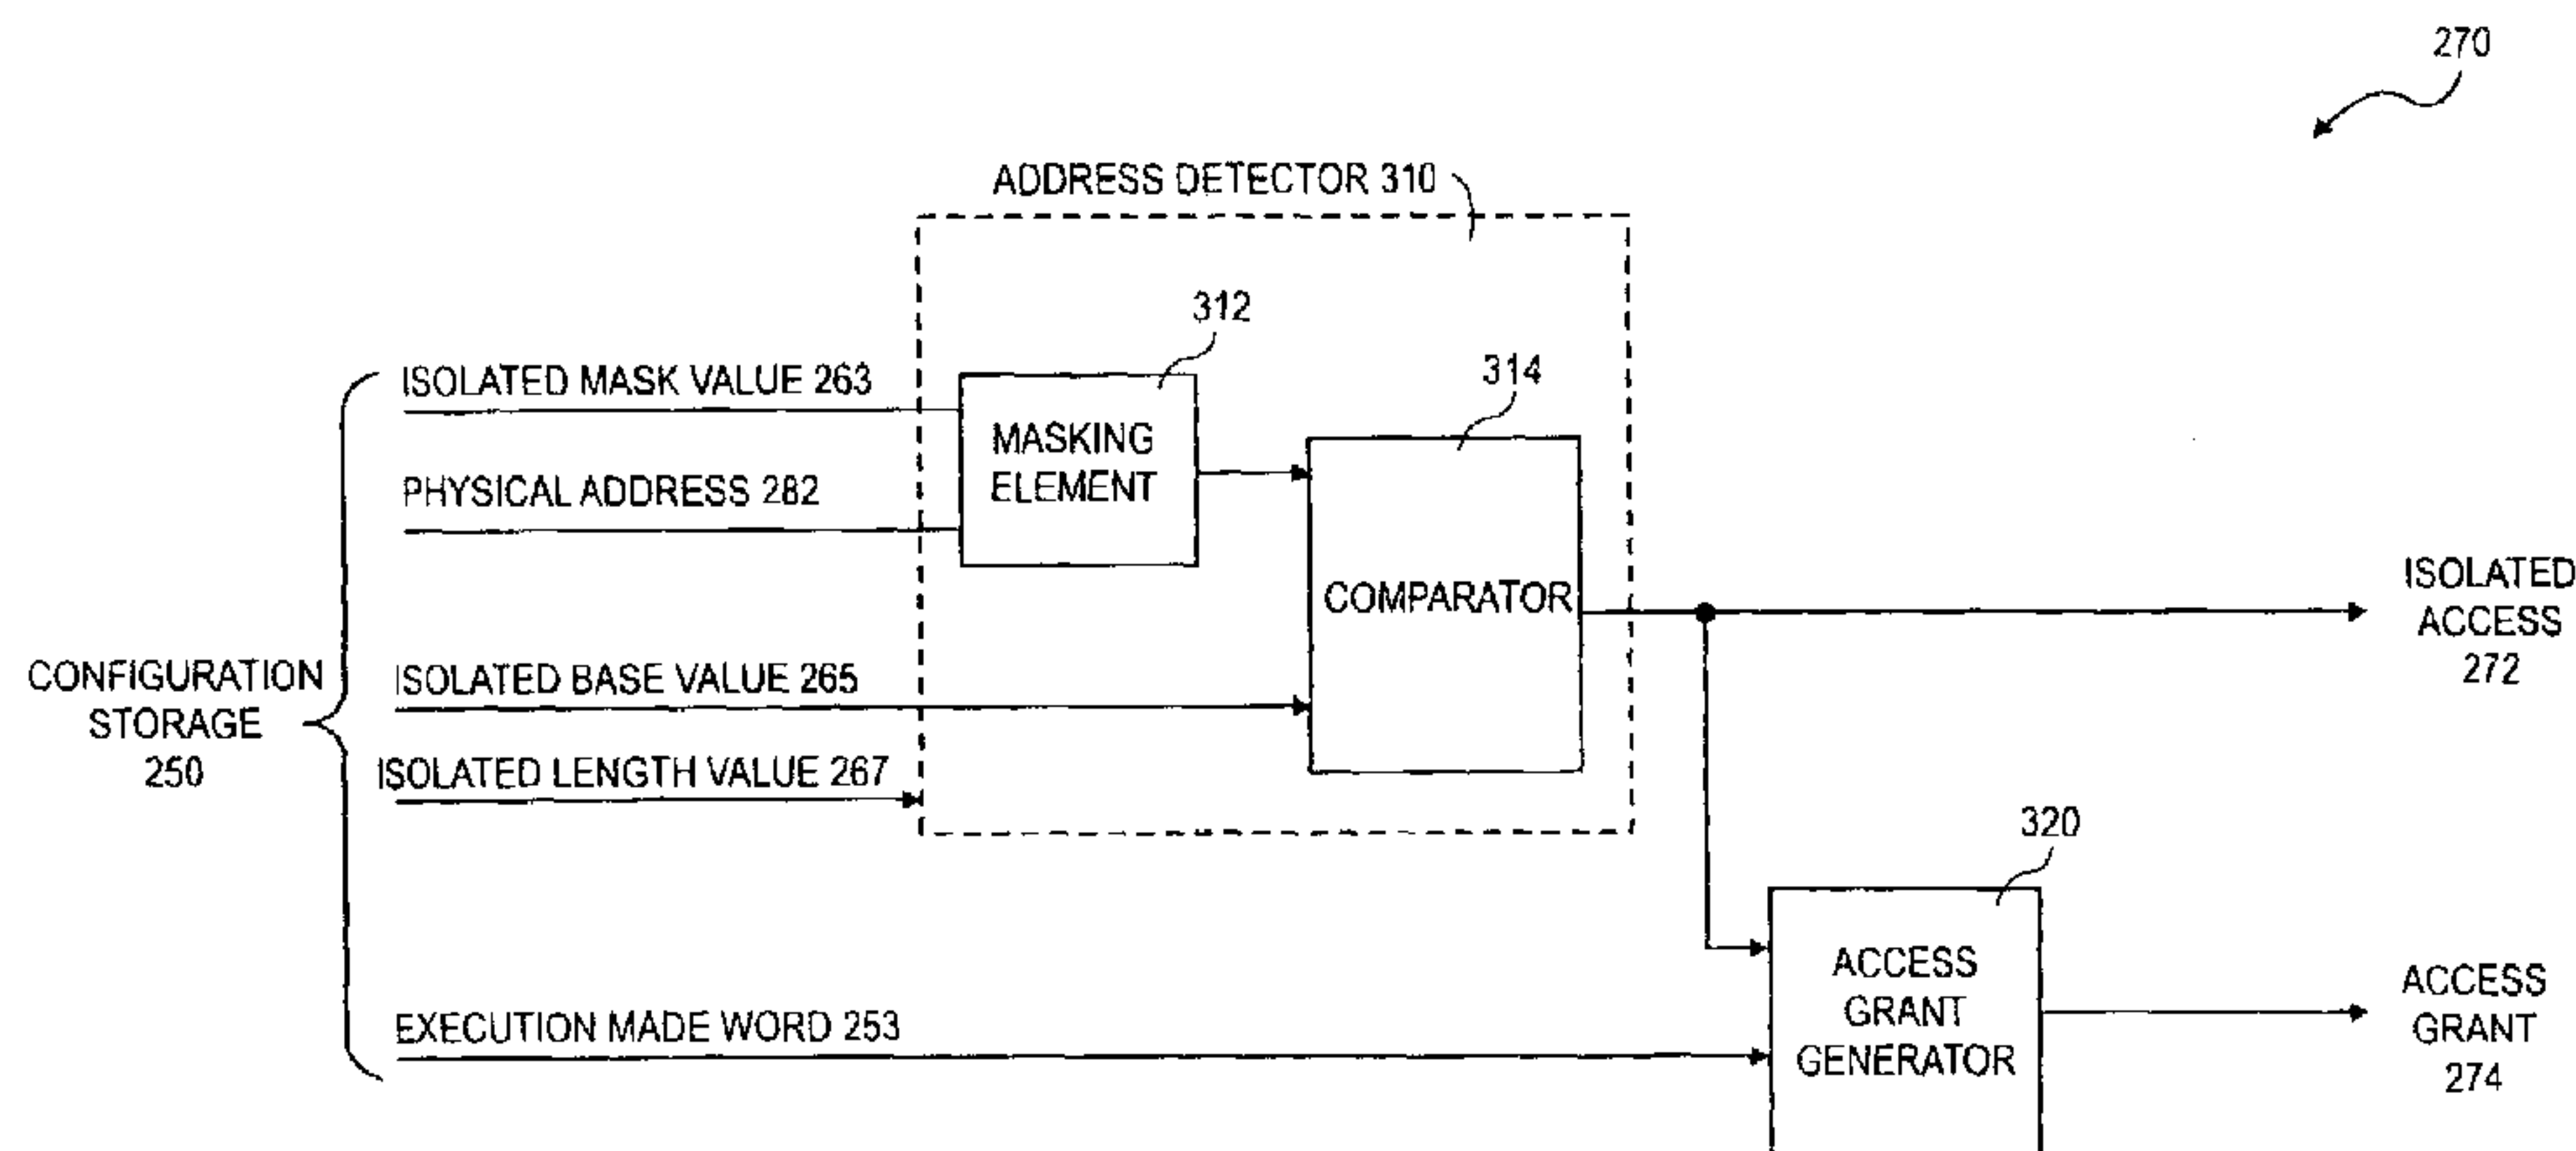 270
ADDRESS DETECTOR 310
312
314
ISOLATED MASK VALUE 263
MASKING
ELEMENT
PHYSICAL ADDRESS 282
COMPARATOR
ISOLATED
ACCESS
272
CONFIGURATION
STORAGE
250
ISOLATED BASE VALUE 265
ISOLATED LENGTH VALUE 267
320
ACCESS
GRANT
GENERATOR
ACCESS
GRANT
274
EXECUTION MADE WORD 253